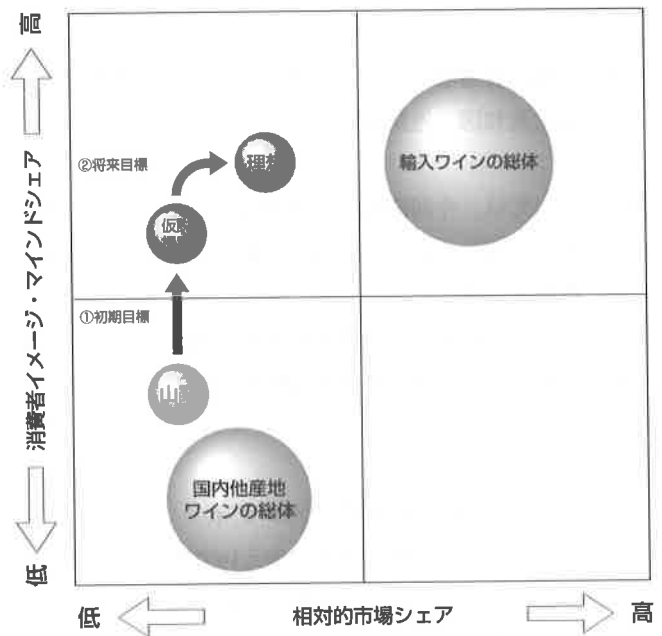 高
消費者イメージ・マインドシェア
低
②将来目標
理
輸入ワインの総体
仮
①初期目標
山
国内他産地
ワインの総体
低
相対的市場シェア
高